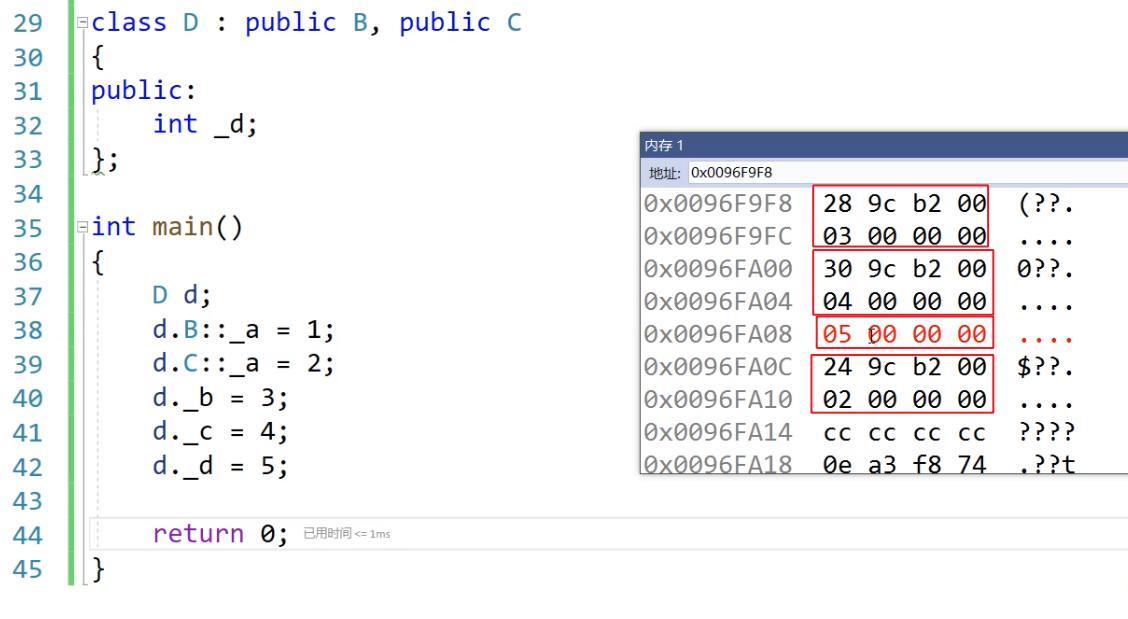 29 class D : public B, public C
30 {
31 public:
32 int _d;
33 };
34
35 int main()
36 {
37 D d;
38 d.B::_a = 1;
39 d.C::_a = 2;
40 d._b = 3;
41 d._c = 4;
42 d._d = 5;
43
44 return 0; 已用时间 <= 1ms
45 }
内存 1
地址: 0x0096F9F8
0x0096F9F8 28 9c b2 00 (??.
0x0096F9FC 03 00 00 00 ....
0x0096FA00 30 9c b2 00 0??.
0x0096FA04 04 00 00 00 ....
0x0096FA08 05 00 00 00 ....
0x0096FA0C 24 9c b2 00 $??.
0x0096FA10 02 00 00 00 ....
0x0096FA14 cc cc cc cc ????
0x0096FA18 0e a3 f8 74 .??t